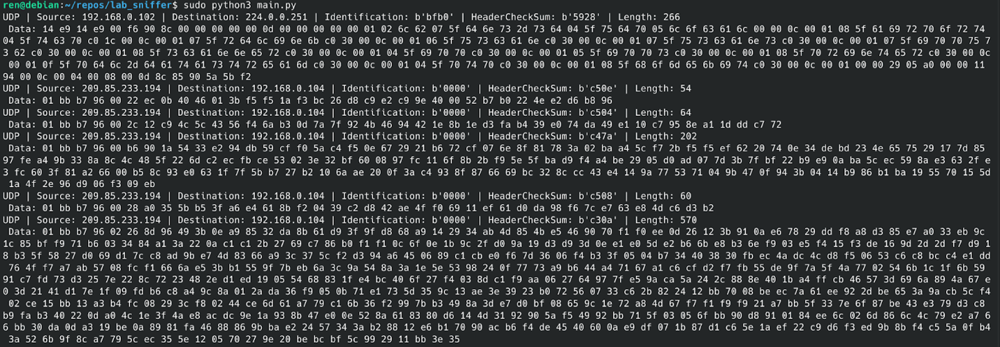 ren@debian:~/repos/lab_sniffer$ sudo python3 main.py
UDP | Source: 192.168.0.102 | Destination: 224.0.0.251 | Identification: b'bfb0' | HeaderCheckSum: b'5928' | Length: 266
Data: 14 e9 14 e9 00 f6 90 8c 00 00 00 00 00 0d 00 00 00 00 00 01 02 6c 62 07 5f 64 6e 73 2d 73 64 04 5f 75 64 70 05 6c 6f 63 61 6c 00 00 0c 00 01 08 5f 61 69 72 70 6f 72 74
04 5f 74 63 70 c0 1c 00 0c 00 01 07 5f 72 64 6c 69 6e 6b c0 30 00 0c 00 01 06 5f 75 73 63 61 6e c0 30 00 0c 00 01 07 5f 75 73 63 61 6e 73 c0 30 00 0c 00 01 07 5f 69 70 70 75 7
3 62 c0 30 00 0c 00 01 08 5f 73 63 61 6e 6e 65 72 c0 30 00 0c 00 01 04 5f 69 70 70 c0 30 00 0c 00 01 05 5f 69 70 70 73 c0 30 00 0c 00 01 08 5f 70 72 69 6e 74 65 72 c0 30 00 0c
00 01 0f 5f 70 64 6c 2d 64 61 74 61 73 74 72 65 61 6d c0 30 00 0c 00 01 04 5f 70 74 70 c0 30 00 0c 00 01 08 5f 68 6f 6d 65 6b 69 74 c0 30 00 0c 00 01 00 00 29 05 a0 00 00 11
94 00 0c 00 04 00 08 00 0d 8c 85 90 5a 5b f2
UDP | Source: 209.85.233.194 | Destination: 192.168.0.104 | Identification: b'0000' | HeaderCheckSum: b'c50e' | Length: 54
Data: 01 bb b7 96 00 22 ec 0b 40 46 01 3b f5 f5 1a f3 bc 26 d8 c9 e2 c9 9e 40 00 52 b7 b0 22 4e e2 d6 b8 96
UDP | Source: 209.85.233.194 | Destination: 192.168.0.104 | Identification: b'0000' | HeaderCheckSum: b'c504' | Length: 64
Data: 01 bb b7 96 00 2c 12 c9 4c 5c 43 56 f4 6a b3 0d 7a 7f 92 4b 46 94 42 1e 8b 1e d3 fa b4 39 e0 74 da 49 e1 10 c7 95 8e a1 1d dd c7 72
UDP | Source: 209.85.233.194 | Destination: 192.168.0.104 | Identification: b'0000' | HeaderCheckSum: b'c47a' | Length: 202
Data: 01 bb b7 96 00 b6 90 1a 54 33 e2 94 db 59 cf f0 5a c4 f5 0e 67 29 21 b6 72 cf 07 6e 8f 81 78 3a 02 ba a4 5c f7 2b f5 f5 ef 62 20 74 0e 34 de bd 23 4e 65 75 29 17 7d 85
97 fe a4 9b 33 8a 8c 4c 48 5f 22 6d c2 ec fb ce 53 02 3e 32 bf 60 08 97 fc 11 6f 8b 2b f9 5e 5f ba d9 f4 a4 be 29 05 d0 ad 07 7d 3b 7f bf 22 b9 e9 0a ba 5c ec 59 8a e3 63 2f e
3 fc 60 3f 81 a2 66 00 b5 8c 93 e0 63 1f 7f 5b b7 27 b2 10 6a ae 20 0f 3a c4 93 8f 87 66 69 bc 32 8c cc 43 e4 14 9a 77 53 71 04 9b 47 0f 94 3b 04 14 b9 86 b1 ba 19 55 70 15 5d
1a 4f 2e 96 d9 06 f3 09 eb
UDP | Source: 209.85.233.194 | Destination: 192.168.0.104 | Identification: b'0000' | HeaderCheckSum: b'c508' | Length: 60
Data: 01 bb b7 96 00 28 a0 35 5b b5 3f a6 e4 61 8b f2 04 39 c2 d8 42 ae 4f f0 69 11 ef 61 d0 da 98 f6 7c e7 63 e8 4d c6 d3 b2
UDP | Source: 209.85.233.194 | Destination: 192.168.0.104 | Identification: b'0000' | HeaderCheckSum: b'c30a' | Length: 570
Data: 01 bb b7 96 02 26 8d 96 49 3b 0e a9 85 32 da 8b 61 d9 3f 9f d8 68 a9 14 29 34 ab 4d 85 4b e5 46 90 70 f1 f0 ee 0d 26 12 3b 91 0a e6 78 29 dd f8 a8 d3 85 e7 a0 33 eb 9c
1c 85 bf f9 71 b6 03 34 84 a1 3a 22 0a c1 c1 2b 27 69 c7 86 b0 f1 f1 0c 6f 0e 1b 9c 2f d0 9a 19 d3 d9 3d 0e e1 e0 5d e2 b6 6b e8 b3 6e f9 03 e5 f4 15 f3 de 16 9d 2d 2d f7 d9 1
8 b3 5f 58 27 d0 69 d1 7c c8 ad 9b e7 4d 83 66 a9 3c 37 5c f2 d3 94 a6 45 06 89 c1 cb e0 f6 7d 36 06 f4 b3 3f 05 04 b7 34 40 38 30 fb ec 4a dc 4c d8 f5 06 53 c6 c8 bc c4 e1 dd
76 4f f7 a7 ab 57 08 fc f1 66 6a e5 3b b1 55 9f 7b eb 6a 3c 9a 54 8a 3a 1e 5e 53 98 24 0f 77 73 a9 b6 44 a4 71 67 a1 c6 cf d2 f7 fb 55 de 9f 7a 5f 4a 77 02 54 6b 1c 1f 6b 59
91 c7 fd 73 d3 25 7e 22 8c 72 23 48 2e d1 ed 19 05 54 68 83 1f e4 bc 40 6f 27 f4 03 8d c1 f9 aa 06 27 64 97 7f e5 9a ca 5a 24 2c 88 8e 40 1b a4 ff cb 46 57 3d 69 6a 89 4a 67 e
0 3d 21 41 d1 7e 1f 09 fd b6 c8 a4 9c 8a 01 2a da 36 f9 05 0b 71 e1 73 5d 35 9c 13 ae 3e 39 23 b0 72 56 07 33 c6 2b 82 24 12 bb 70 08 be ec 7a 61 ee 92 2d be 65 3a 9a cb 5c f4
02 ce 15 bb 13 a3 b4 fc 08 29 3c f8 02 44 ce 6d 61 a7 79 c1 6b 36 f2 99 7b b3 49 8a 3d e7 d0 bf 08 65 9c 1e 72 a8 4d 67 f7 f1 f9 f9 21 a7 bb 5f 33 7e 6f 87 be 43 e3 79 d3 c8
b9 fa b3 40 22 0d a0 4c 1e 3f 4a e8 ac dc 9e 1a 93 8b 47 e0 0e 52 8a 61 83 80 d6 14 4d 31 92 90 5a f5 49 92 bb 71 5f 03 05 6f bb 90 d8 91 01 84 ee 6c 02 6d 86 6c 4c 79 e2 a7 6
6 bb 30 da 0d a3 19 be 0a 89 81 fa 46 88 86 9b ba e2 24 57 34 3a b2 88 12 e6 b1 70 90 ac b6 f4 de 45 40 60 0a e9 df 07 1b 87 d1 c6 5e 1a ef 22 c9 d6 f3 ed 9b 8b f4 c5 5a 0f b4
3a 52 6b 9f 8c a7 79 5c ec 35 5e 12 05 70 27 9e 20 be bc bf 5c 99 29 11 bb 3e 35